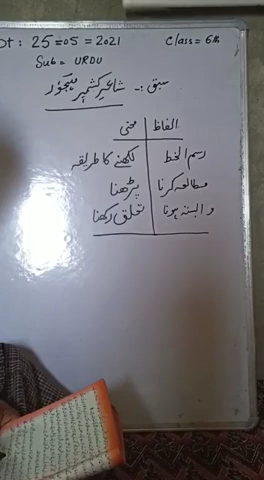 Dt: 25=05=2021 Class= 6th
Sub= URDU
سبق :- شاعرِ کشمیر مہجور
الفاظ معنی
رسم الخط لکھنے کا طریقہ
مطالعہ کرنا پڑھنا
وابستہ ہونا تعلق رکھنا